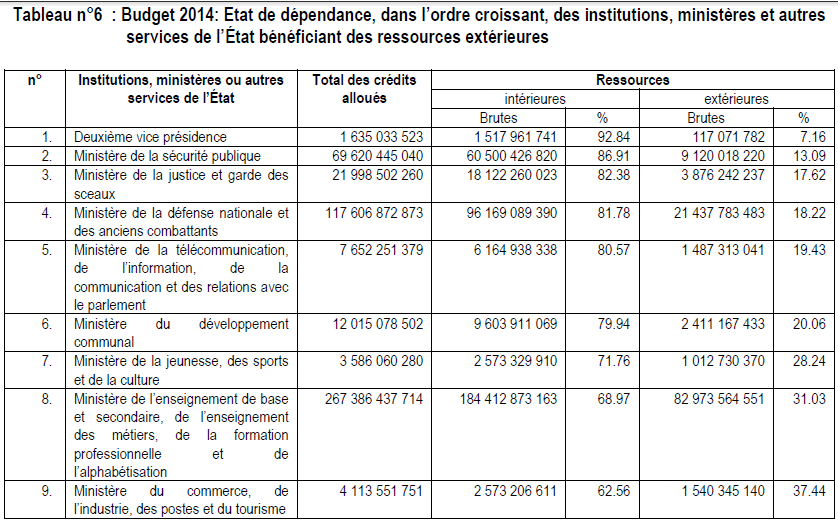 Tableau n°6 : Budget 2014: Etat de dépendance, dans l’ordre croissant, des institutions, ministères et autres
services de l’État bénéficiant des ressources extérieures
n° Institutions, ministères ou autres Total des crédits Ressources
services de l’État alloués intérieures extérieures
Brutes % Brutes %
1. Deuxième vice présidence 1 635 033 523 1 517 961 741 92.84 117 071 782 7.16
2. Ministère de la sécurité publique 69 620 445 040 60 500 426 820 86.91 9 120 018 220 13.09
3. Ministère de la justice et garde des 21 998 502 260 18 122 260 023 82.38 3 876 242 237 17.62
sceaux
4. Ministère de la défense nationale et 117 606 872 873 96 169 089 390 81.78 21 437 783 483 18.22
des anciens combattants
5. Ministère de la télécommunication, 7 652 251 379 6 164 938 338 80.57 1 487 313 041 19.43
de l’information, de la
communication et des relations avec
le parlement
6. Ministère du développement 12 015 078 502 9 603 911 069 79.94 2 411 167 433 20.06
communal
7. Ministère de la jeunesse, des sports 3 586 060 280 2 573 329 910 71.76 1 012 730 370 28.24
et de la culture
8. Ministère de l’enseignement de base 267 386 437 714 184 412 873 163 68.97 82 973 564 551 31.03
et secondaire, de l’enseignement
des métiers, de la formation
professionnelle et de
l’alphabétisation
9. Ministère du commerce, de 4 113 551 751 2 573 206 611 62.56 1 540 345 140 37.44
l’industrie, des postes et du tourisme